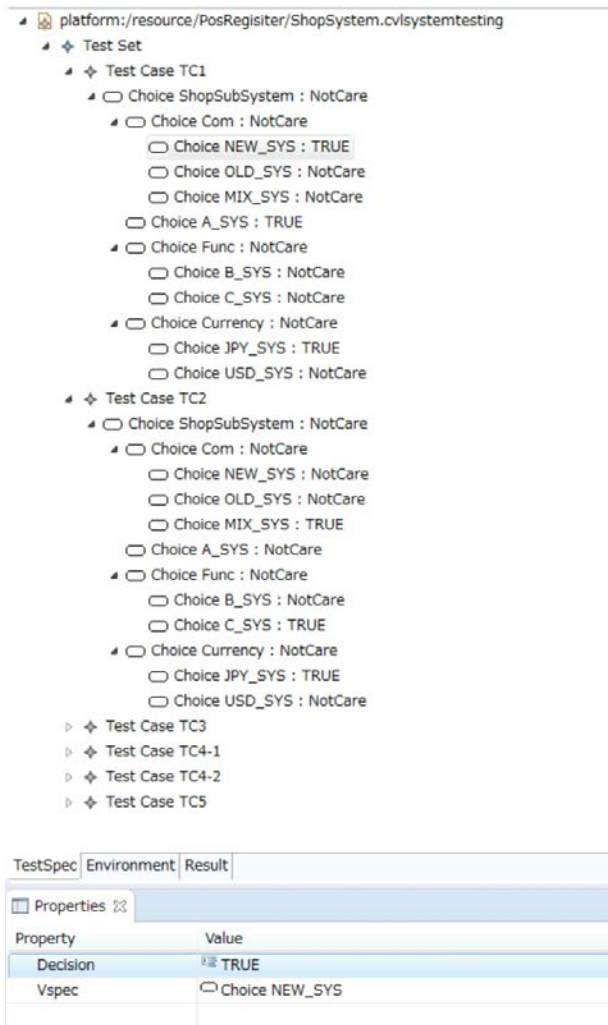 platform:/resource/PosRegisiter/ShopSystem.cvlsystemtesting
Test Set
Test Case TC1
Choice ShopSubSystem : NotCare
Choice Com : NotCare
Choice NEW_SYS : TRUE
Choice OLD_SYS : NotCare
Choice MIX_SYS : NotCare
Choice A_SYS : TRUE
Choice Func : NotCare
Choice B_SYS : NotCare
Choice C_SYS : NotCare
Choice Currency : NotCare
Choice JPY_SYS : TRUE
Choice USD_SYS : NotCare
Test Case TC2
Choice ShopSubSystem : NotCare
Choice Com : NotCare
Choice NEW_SYS : NotCare
Choice OLD_SYS : NotCare
Choice MIX_SYS : TRUE
Choice A_SYS : NotCare
Choice Func : NotCare
Choice B_SYS : NotCare
Choice C_SYS : TRUE
Choice Currency : NotCare
Choice JPY_SYS : TRUE
Choice USD_SYS : NotCare
Test Case TC3
Test Case TC4-1
Test Case TC4-2
Test Case TC5
TestSpec Environment Result
Properties
Property Value
Decision TRUE
Vspec Choice NEW_SYS